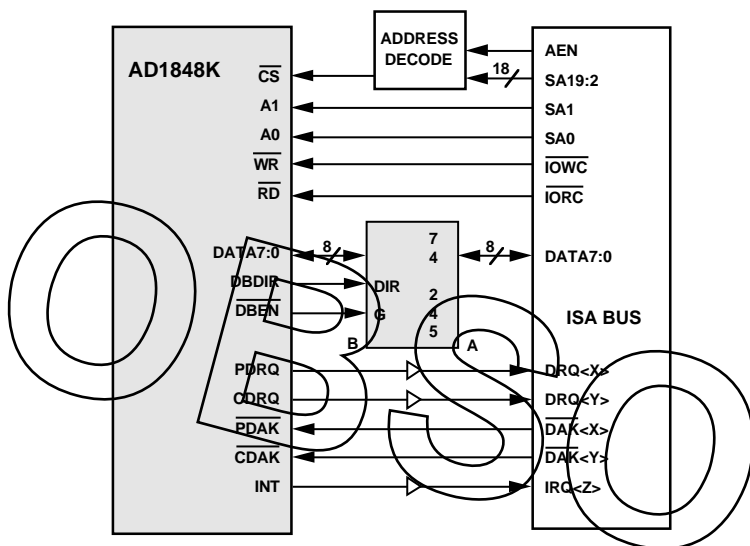 ADDRESS
DECODE
AD1848K
CS
A1
A0
WR
RD
DATA7:0
DBDIR
DBEN
PDRQ
CDRQ
PDAK
CDAK
INT
18
8
8
7
4
2
4
5
DIR
G
B
A
AEN
SA19:2
SA1
SA0
IOWC
IORC
DATA7:0
ISA BUS
DRQ<X>
DRQ<Y>
DAK<X>
DAK<Y>
IRQ<Z>
OBSO